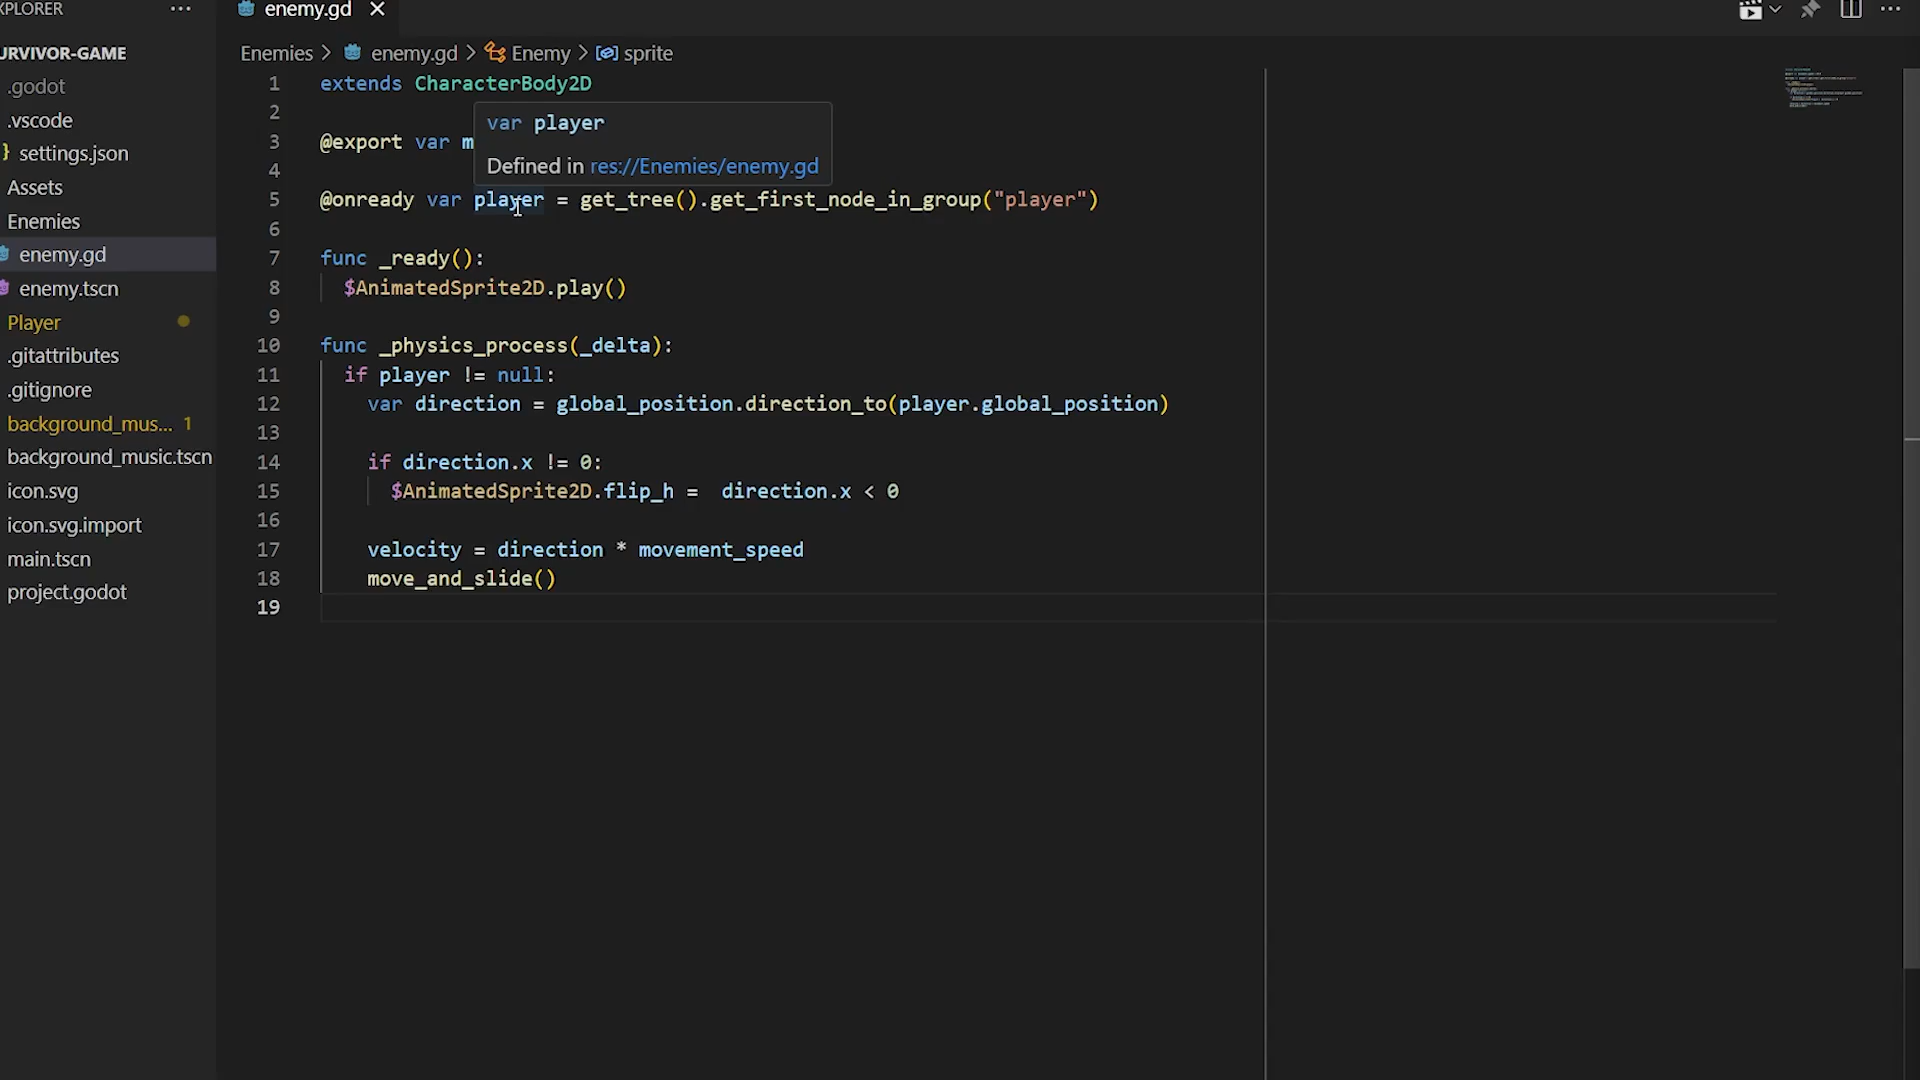 XPLORER
URVIVOR-GAME
.godot
.vscode
} settings.json
Assets
Enemies
enemy.gd
enemy.tscn
Player
.gitattributes
.gitignore
background_mus... 1
background_music.tscn
icon.svg
icon.svg.import
main.tscn
project.godot
enemy.gd
Enemies > enemy.gd > Enemy > sprite
1 extends CharacterBody2D
2
3 @export var m
var player
Defined in res://Enemies/enemy.gd
4
5 @onready var player = get_tree().get_first_node_in_group("player")
6
7 func _ready():
8 $AnimatedSprite2D.play()
9
10 func _physics_process(_delta):
11 if player != null:
12 var direction = global_position.direction_to(player.global_position)
13
14 if direction.x != 0:
15 $AnimatedSprite2D.flip_h =  direction.x < 0
16
17 velocity = direction * movement_speed
18 move_and_slide()
19